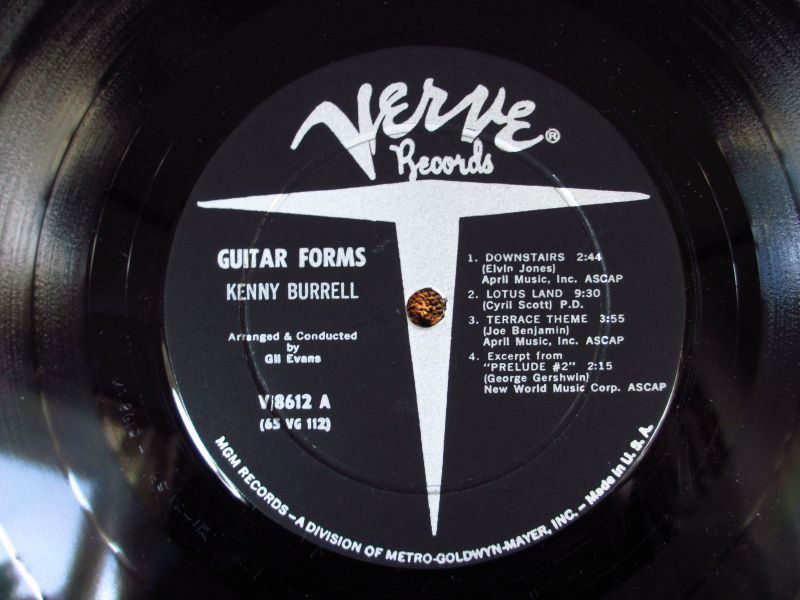 VERVE®
Records
GUITAR FORMS
KENNY BURRELL
Arranged & Conducted
by
Gil Evans
V/8612 A
(65 VG 112)
1. DOWNSTAIRS 2:44
(Elvin Jones)
April Music, Inc. ASCAP
2. LOTUS LAND 9:30
(Cyril Scott) P.D.
3. TERRACE THEME 3:55
(Joe Benjamin)
April Music, Inc. ASCAP
4. Excerpt from
"PRELUDE #2" 2:15
(George Gershwin)
New World Music Corp. ASCAP
MGM RECORDS – A DIVISION OF METRO-GOLDWYN-MAYER, INC. – Made in U. S. A.